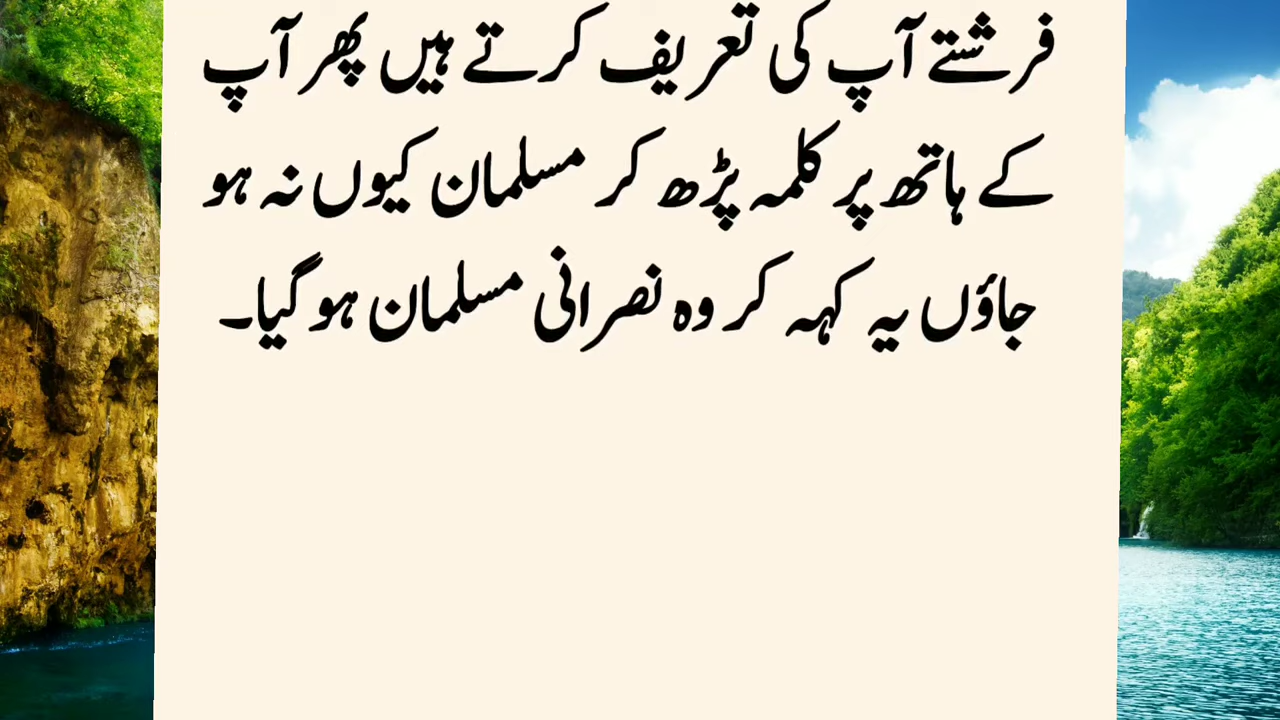 فرشتے آپ کی تعریف کرتے ہیں پھر آپ
کے ہاتھ پر کلمہ پڑھ کر مسلمان کیوں نہ ہو
جاؤں یہ کہہ کر وہ نصرانی مسلمان ہو گیا۔